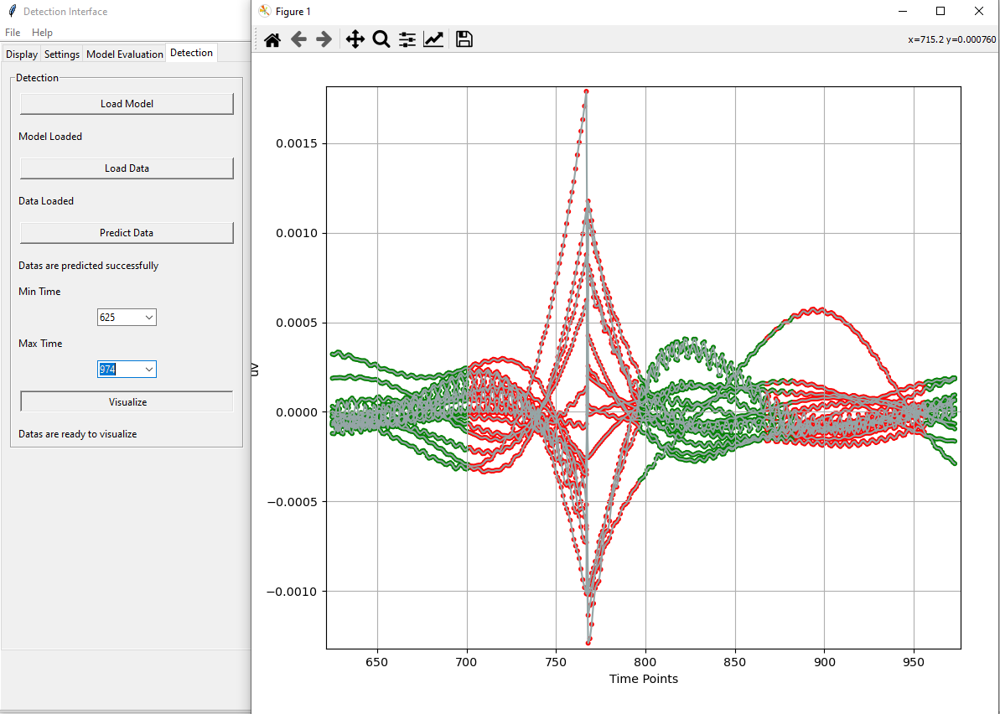 Detection Interface
File Help
Display Settings Model Evaluation Detection
Detection
Load Model
Model Loaded
Load Data
Data Loaded
Predict Data
Datas are predicted successfully
Min Time
625
Max Time
974
Visualize
Datas are ready to visualize
Figure 1
x=715.2 y=0.000760
0.0015
0.0010
0.0005
0.0000
−0.0005
−0.0010
uv
650 700 750 800 850 900 950
Time Points